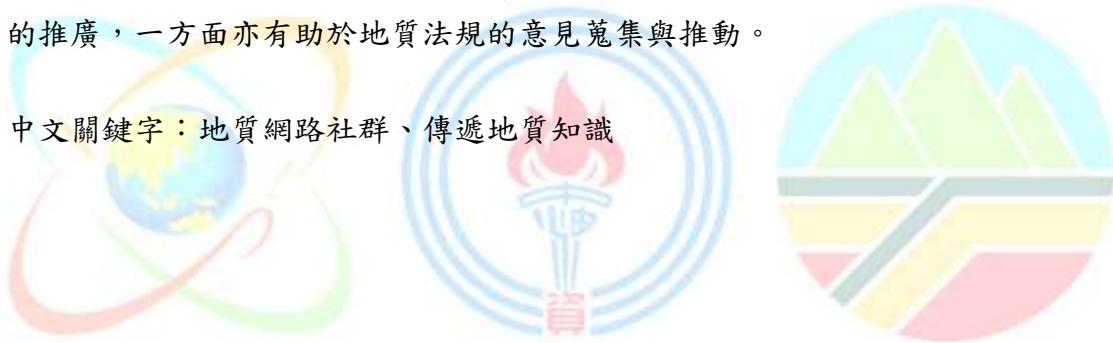 的推廣，一方面亦有助於地質法規的意見蒐集與推動。
中文關鍵字：地質網路社群、傳遞地質知識
資